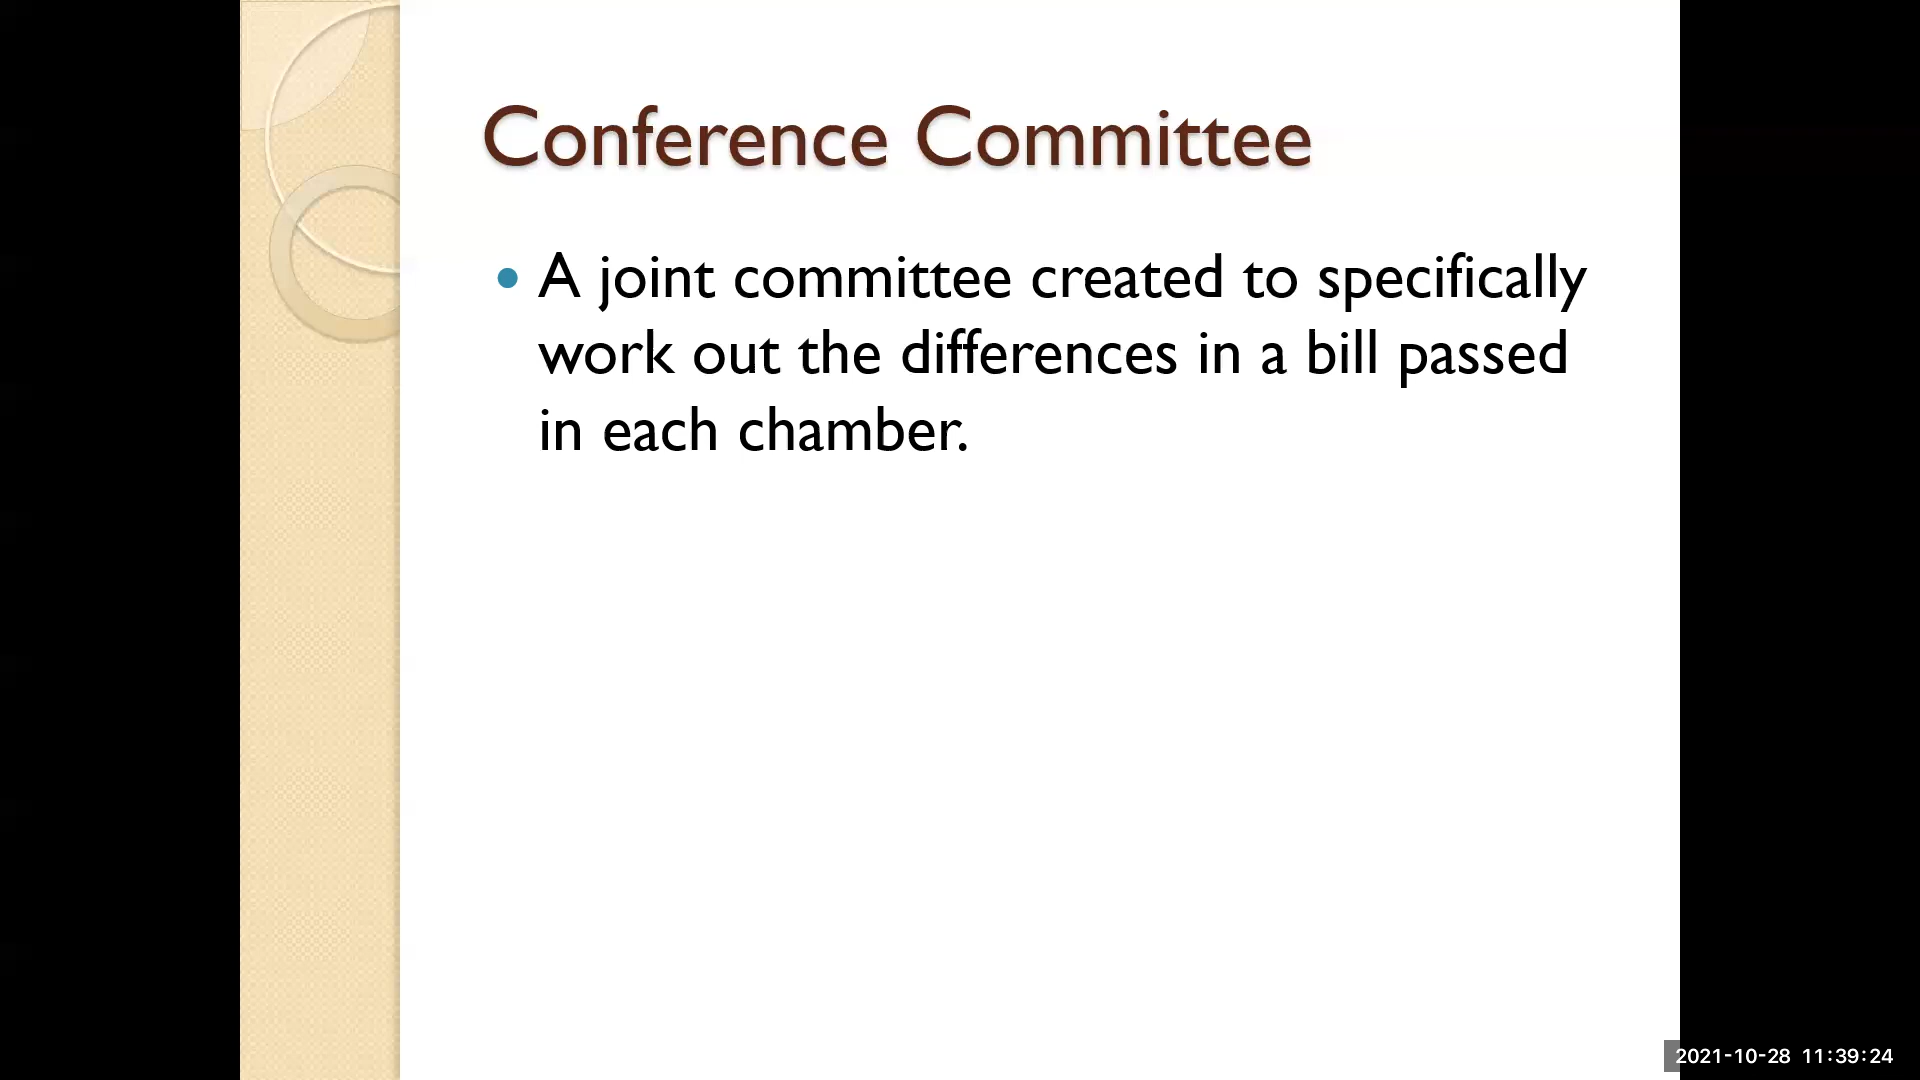 Conference Committee
• A joint committee created to specifically
work out the differences in a bill passed
in each chamber.
2021-10-28 11:39:24